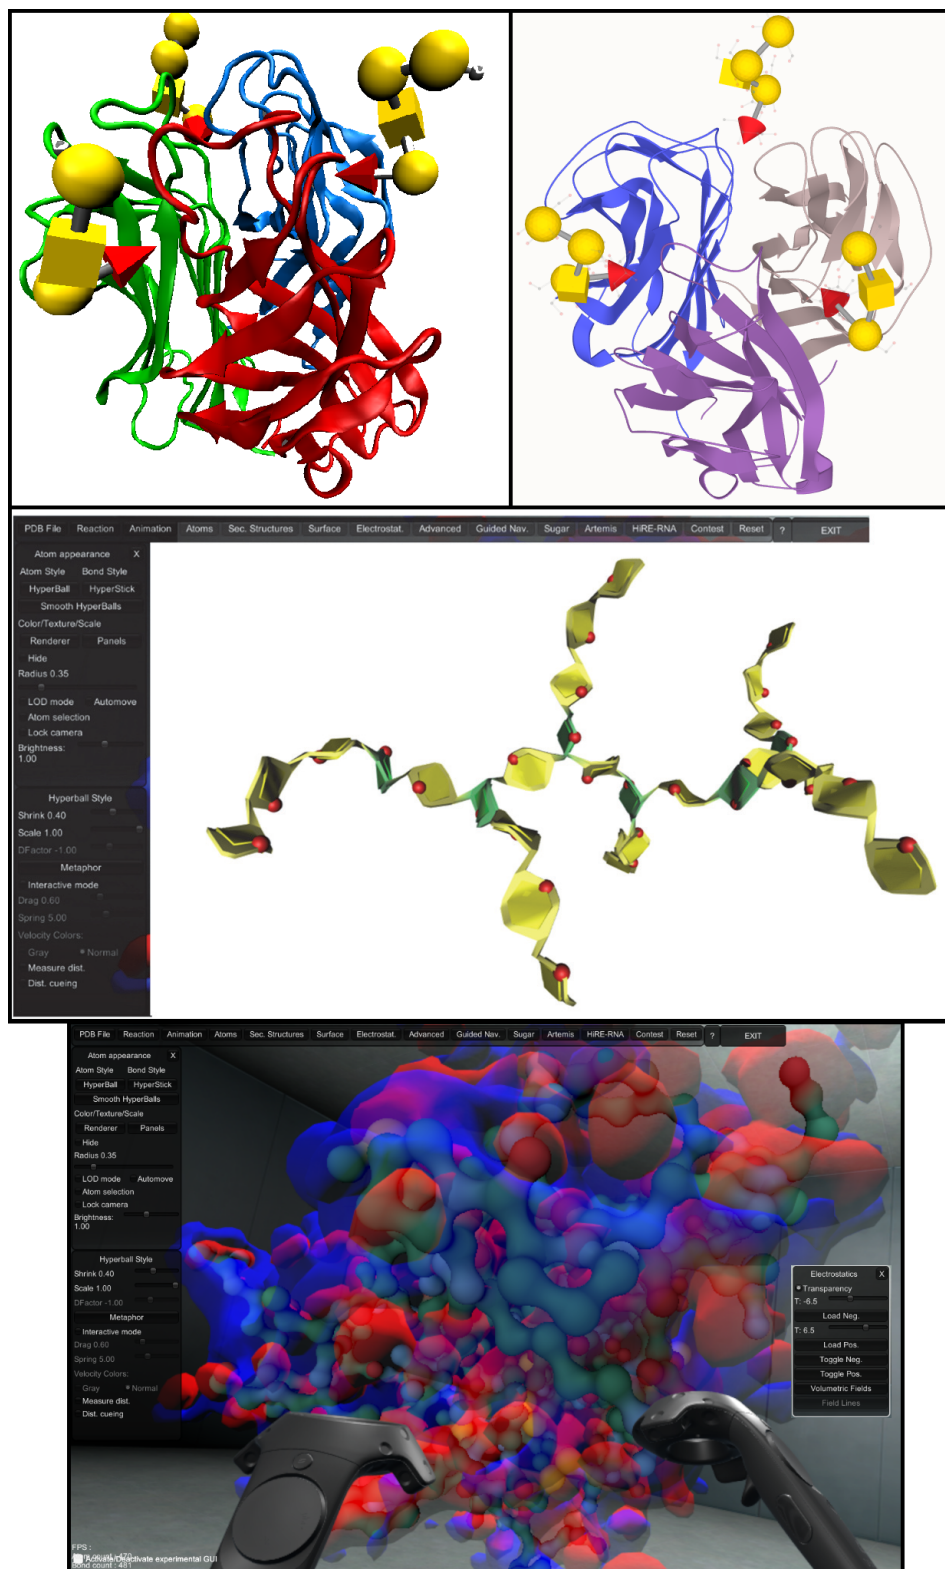 PDB File Reaction Animation Atoms Sec. Structures Surface Electrostat. Advanced Guided Nav. Sugar Artemis HiRE-RNA Contest Reset ? EXIT
Atom appearance X
Atom Style Bond Style
HyperBall HyperStick
Smooth HyperBalls
Color/Texture/Scale
Renderer Panels
Hide
Radius 0.35
LOD mode Automove
Atom selection
Lock camera
Brightness:
1.00
Hyperball Style
Shrink 0.40
Scale 1.00
DFactor -1.00
Metaphor
Interactive mode
Drag 0.60
Spring 5.00
Velocity Colors:
Gray Normal
Measure dist.
Dist. cueing
PDB File Reaction Animation Atoms Sec. Structures Surface Electrostat. Advanced Guided Nav. Sugar Artemis HiRE-RNA Contest Reset ? EXIT
Atom appearance X
Atom Style Bond Style
HyperBall HyperStick
Smooth HyperBalls
Color/Texture/Scale
Renderer Panels
Hide
Radius 0.35
LOD mode Automove
Atom selection
Lock camera
Brightness:
1.00
Hyperball Style
Shrink 0.40
Scale 1.00
DFactor -1.00
Metaphor
Interactive mode
Drag 0.60
Spring 5.00
Velocity Colors:
Gray Normal
Measure dist.
Dist. cueing
Electrostatics X
Transparency
T: -6.5
Load Neg.
T: 6.5
Load Pos.
Toggle Neg.
Toggle Pos.
Volumetric Fields
Field Lines
FPS :
Activate/Deactivate experimental GUI
Bond count : 481